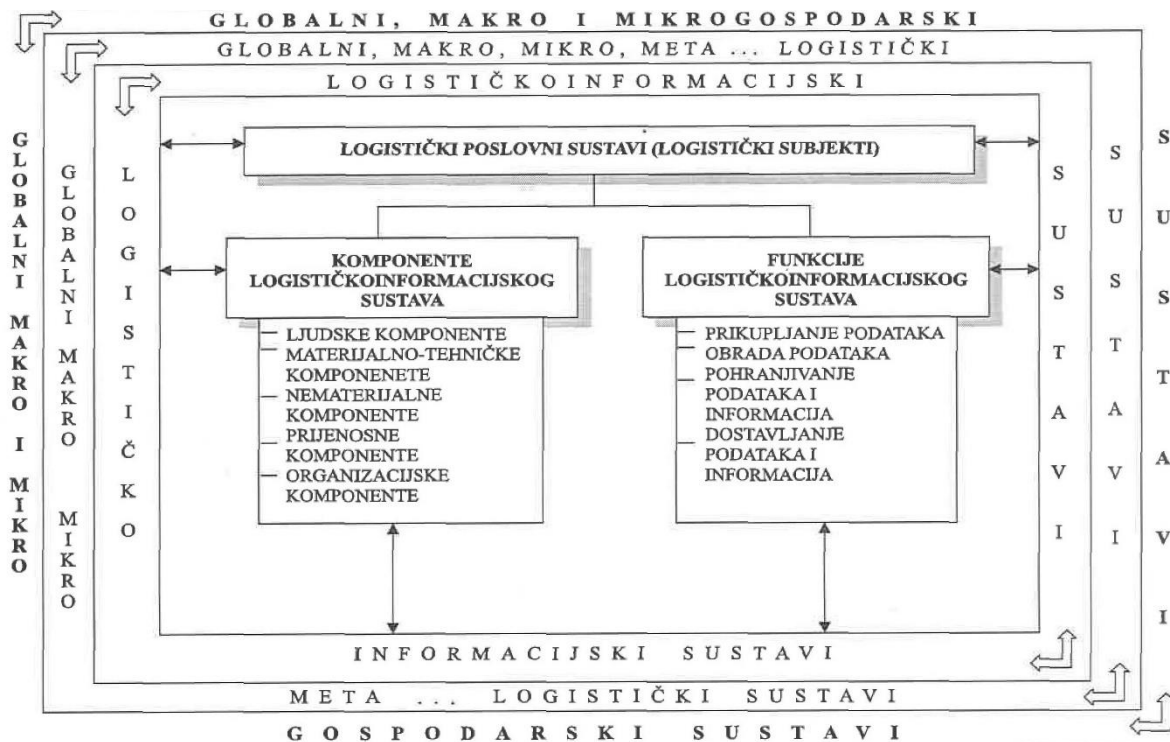 GLOBALNI, MAKRO I MIKROGOSPODARSKI
GLOBALNI, MAKRO, MIKRO, META ... LOGISTIČKI
LOGISTIČKOINFORMACIJSKI
GLOBALNI MAKRO I MIKRO
GLOBALNI MAKRO MIKRO
LOGISTIČKO
LOGISTIČKI POSLOVNI SUSTAVI (LOGISTIČKI SUBJEKTI)
KOMPONENTE
LOGISTIČKOINFORMACIJSKOG
SUSTAVA
LJUDSKE KOMPONENTE
MATERIJALNO-TEHNIČKE
KOMPONENETE
NEMATERIJALNE
KOMPONENTE
PRIJENOSNE
KOMPONENTE
ORGANIZACIJSKE
KOMPONENTE
FUNKCIJE
LOGISTIČKOINFORMACIJSKOG
SUSTAVA
PRIKUPLJANJE PODATAKA
OBRADA PODATAKA
POHRANJIVANJE
PODATAKA I
INFORMACIJA
DOSTAVLJANJE
PODATAKA I
INFORMACIJA
SUSTAVI
SUSTAVI
SUSTAVI
INFORMACIJSKI SUSTAVI
META ... LOGISTIČKI SUSTAVI
GOSPODARSKI SUSTAVI